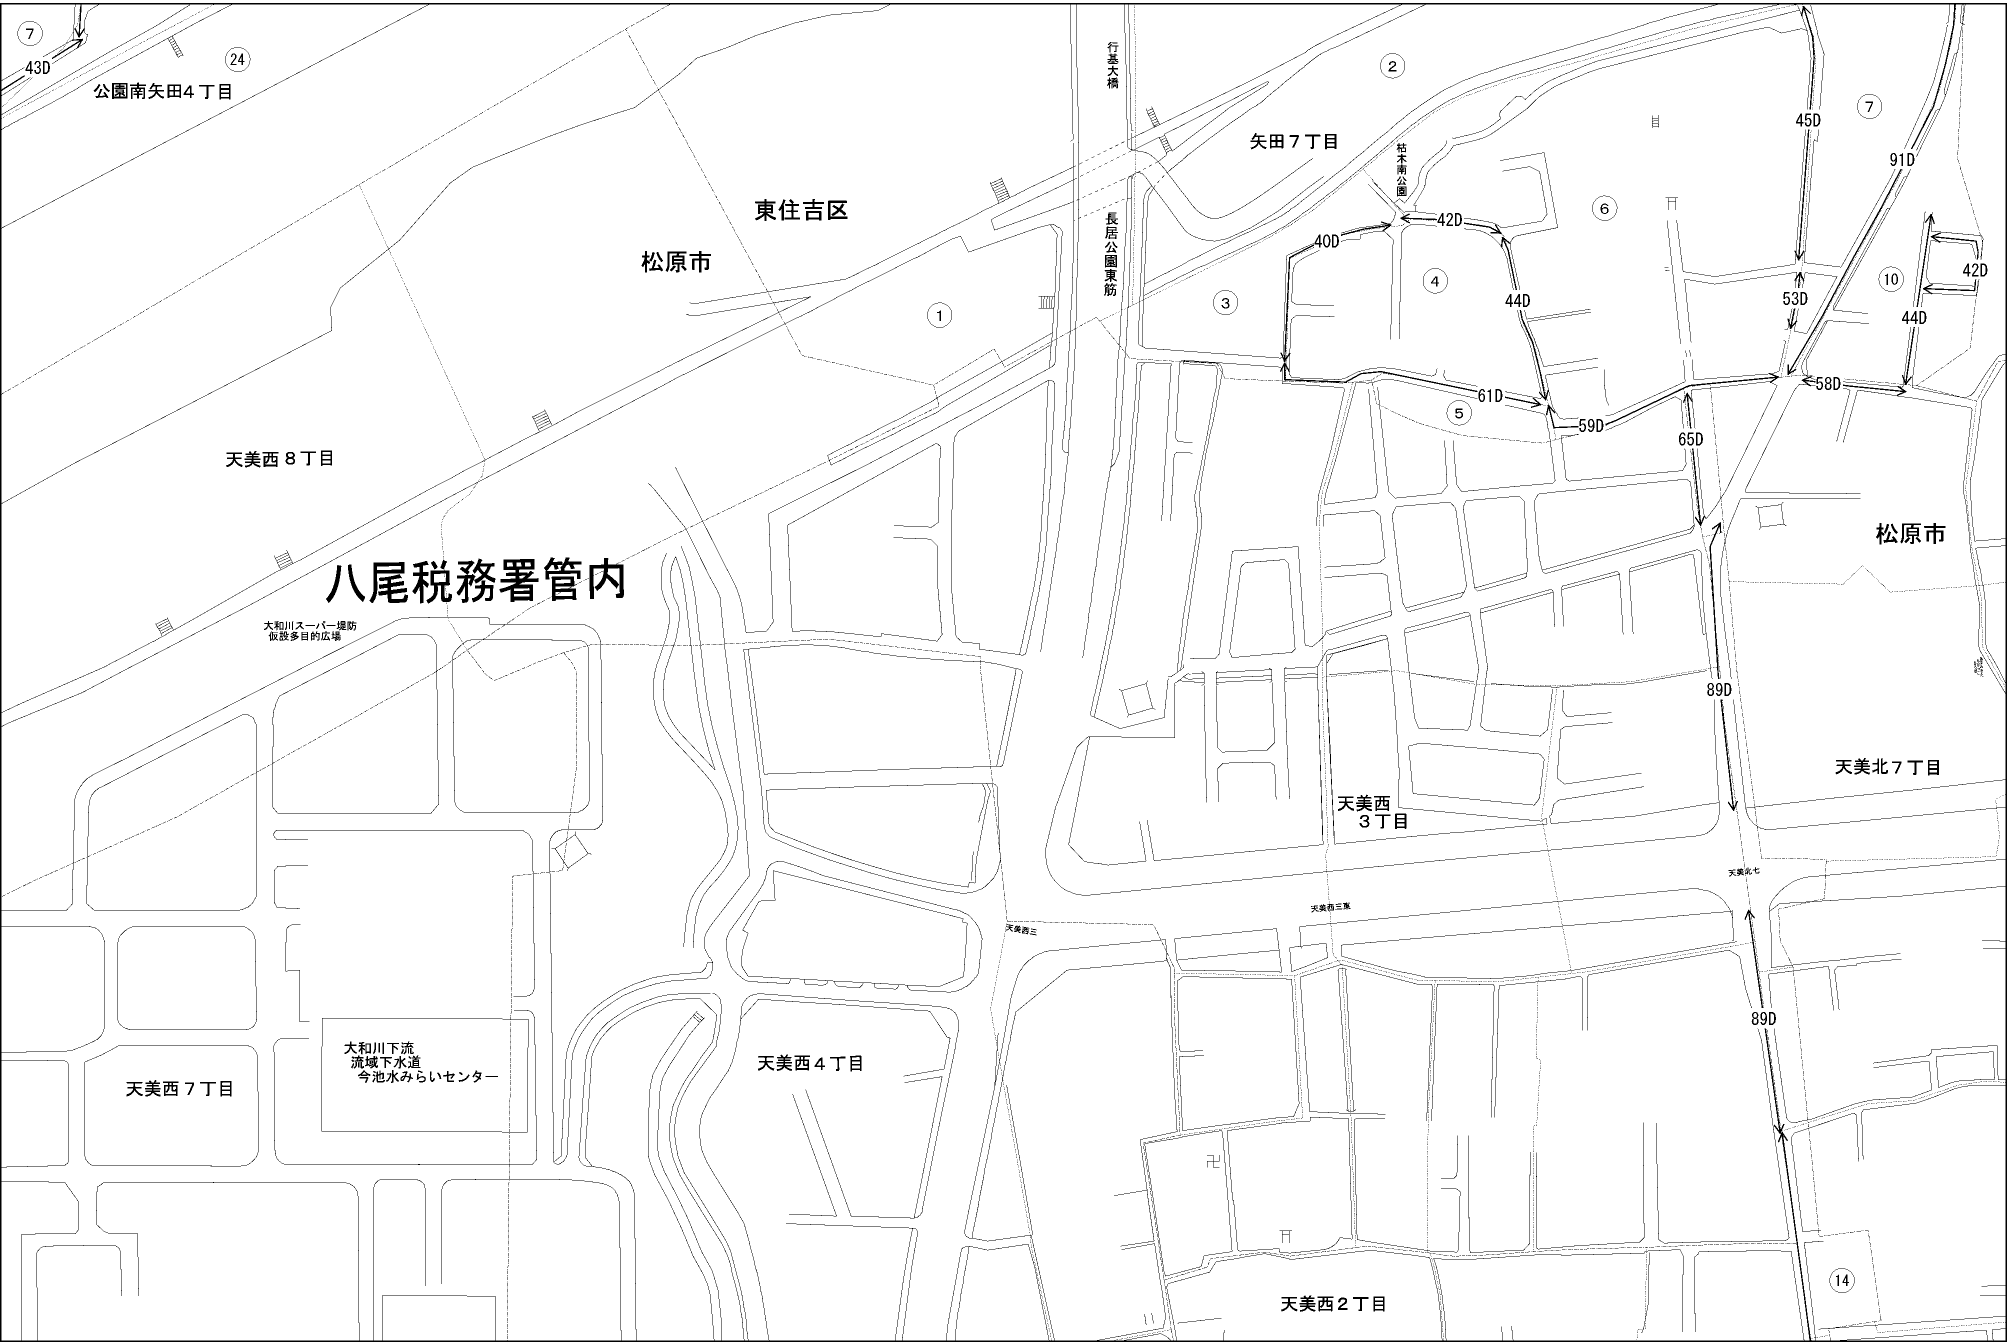 7
43D
24
公園南矢田4丁目
行基大橋
2
矢田7丁目
枯木南公園
45D
7
91D
東住吉区
松原市
長居公園東筋
6
42D
40D
4
44D
3
1
53D
10
42D
44D
58D
61D
5
59D
65D
天美西8丁目
松原市
八尾税務署管内
大和川スーパー堤防
仮設多目的広場
89D
天美北7丁目
天美西
3丁目
天美北七
天美西三東
天美西三
89D
大和川下流
流域下水道
今池水みらいセンター
天美西7丁目
天美西4丁目
卍
14
天美西2丁目